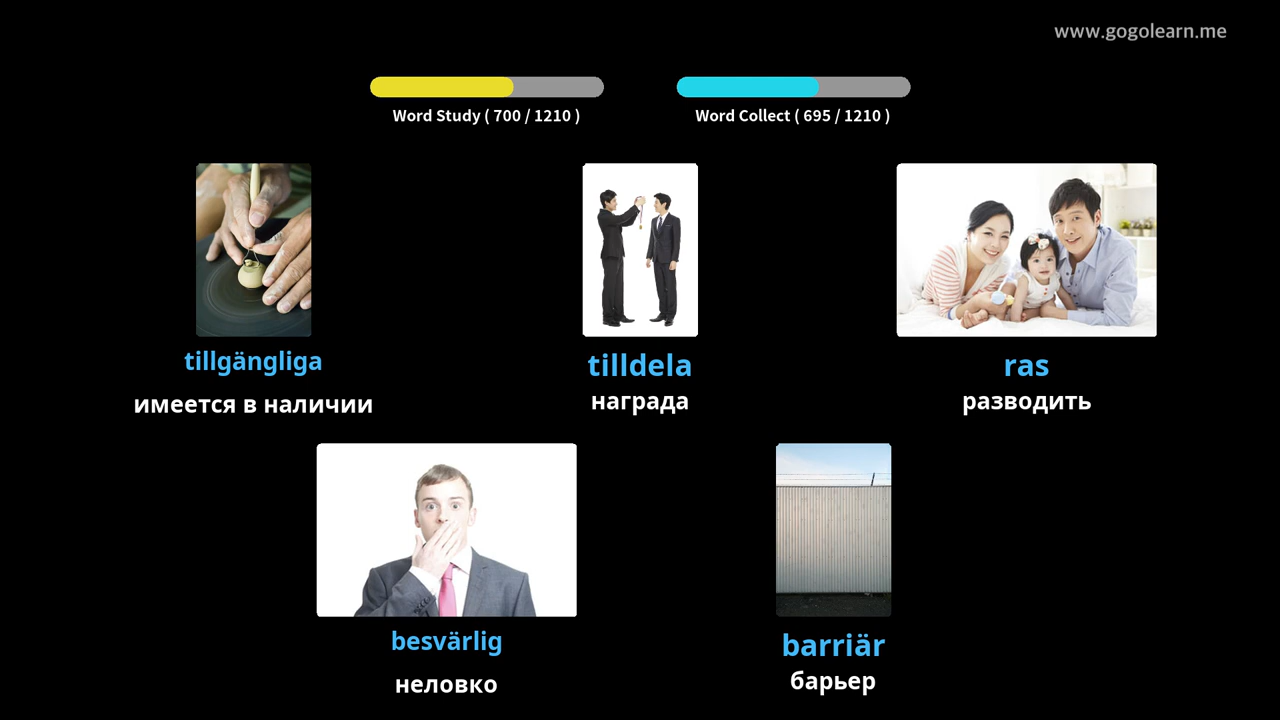 www.gogolearn.me
Word Study ( 700 / 1210 )
Word Collect ( 695 / 1210 )
tillgängliga
имеется в наличии
tilldela
награда
ras
разводить
besvärlig
неловко
barriär
барьер